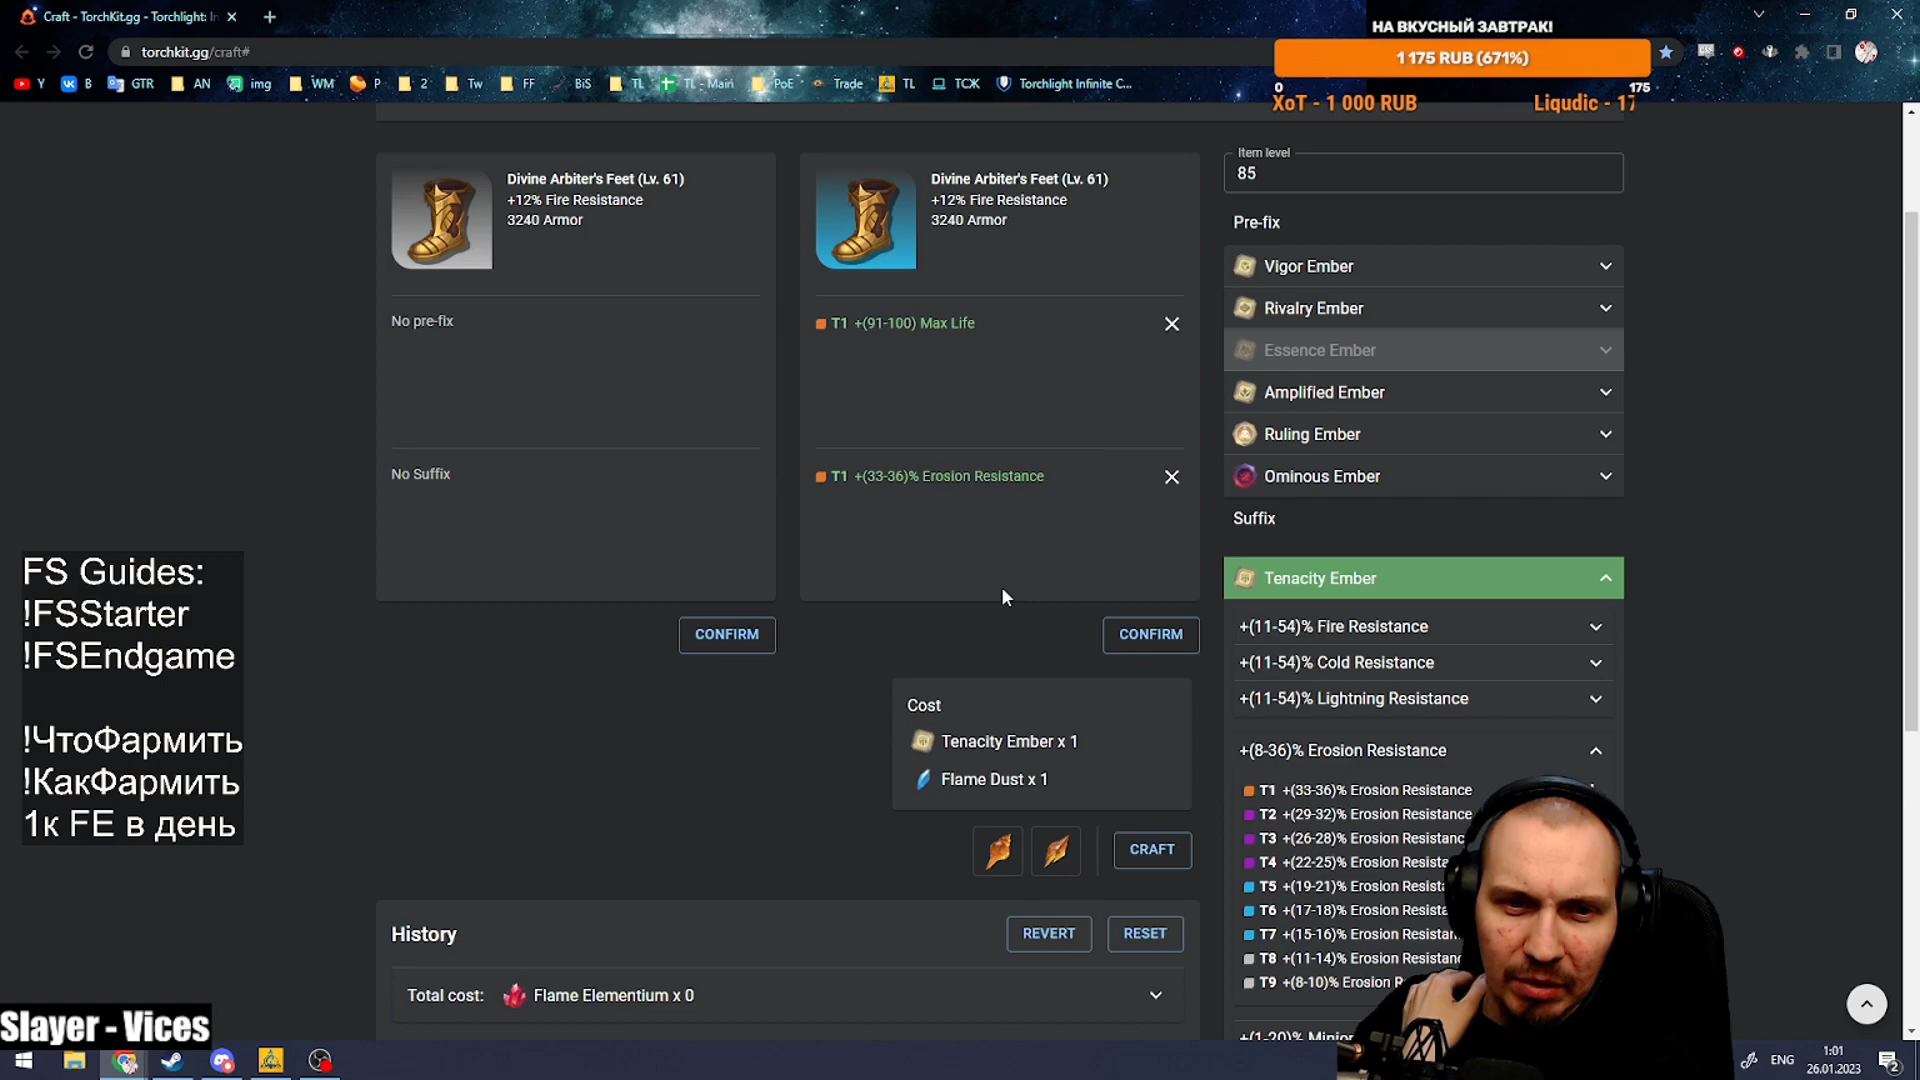 Craft - TorchKit.gg - Torchlight: In
torchkit.gg/craft#
Y
B
GTR
AN
img
WM
P
2
Tw
FF
BiS
TL
TL - Main
PoE
Trade
TL
ТСЖ
Torchlight Infinite C...
НА ВКУСНЫЙ ЗАВТРАК!
1 175 RUB (671%)
0
175
XoT - 1 000 RUB
Liqudic - 17
Divine Arbiter's Feet (Lv. 61)
+12% Fire Resistance
3240 Armor
No pre-fix
No Suffix
CONFIRM
Divine Arbiter's Feet (Lv. 61)
+12% Fire Resistance
3240 Armor
T1 +(91-100) Max Life
T1 +(33-36)% Erosion Resistance
CONFIRM
Cost
Tenacity Ember x 1
Flame Dust x 1
CRAFT
History
REVERT
RESET
Total cost:
Flame Elementium x 0
Item level
85
Pre-fix
Vigor Ember
Rivalry Ember
Essence Ember
Amplified Ember
Ruling Ember
Ominous Ember
Suffix
Tenacity Ember
+(11-54)% Fire Resistance
+(11-54)% Cold Resistance
+(11-54)% Lightning Resistance
+(8-36)% Erosion Resistance
T1 +(33-36)% Erosion Resistance
T2 +(29-32)% Erosion Resistance
T3 +(26-28)% Erosion Resistance
T4 +(22-25)% Erosion Resista
T5 +(19-21)% Erosion Resist
T6 +(17-18)% Erosion Resista
T7 +(15-16)% Erosion Resistan
T8 +(11-14)% Erosion Resistan
T9 +(8-10)% Erosion R
+(1-20)% Minion
FS Guides:
!FSStarter
!FSEndgame
!ЧтоФармить
!КакФармить
1к FE в день
Slayer - Vices
ENG
1:01
26.01.2023
2